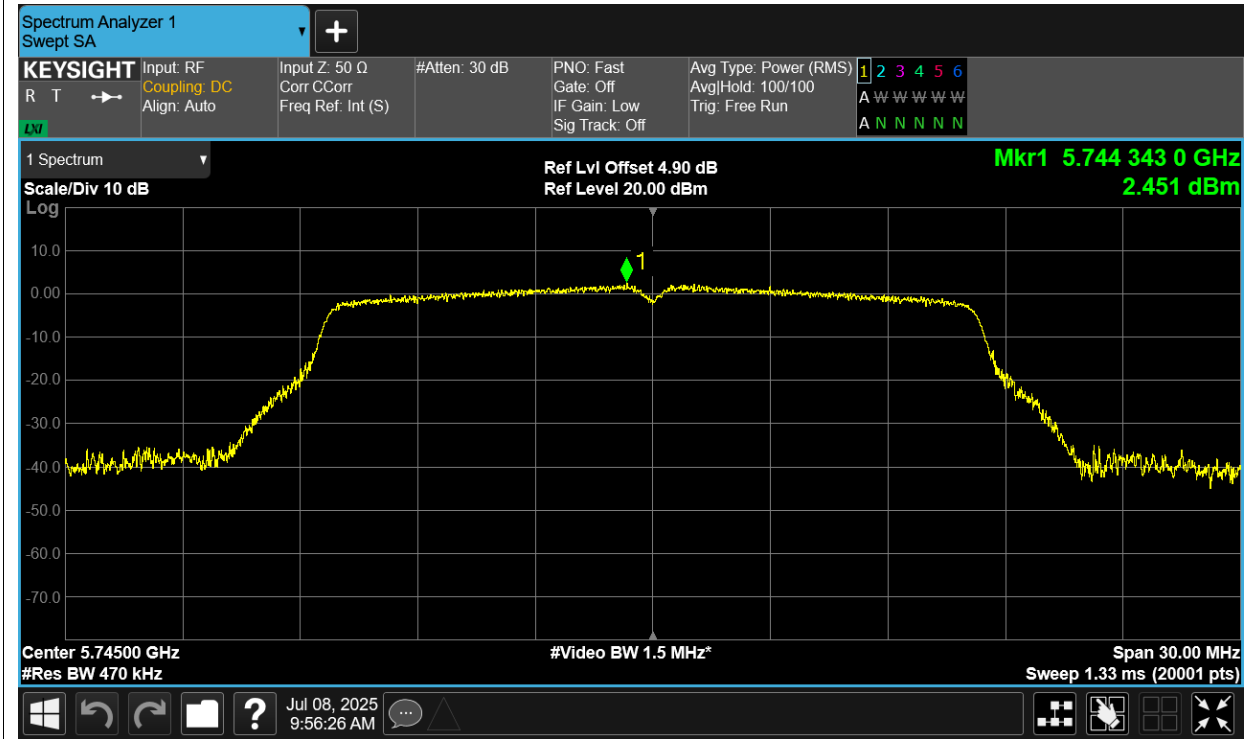 Spectrum Analyzer 1
Swept SA
+
KEYSIGHT
R T
LXI
Input: RF
Coupling: DC
Align: Auto
Input Z: 50 Ω
Corr CCorr
Freq Ref: Int (S)
#Atten: 30 dB
PNO: Fast
Gate: Off
IF Gain: Low
Sig Track: Off
Avg Type: Power (RMS)
Avg|Hold: 100/100
Trig: Free Run
1 2 3 4 5 6
A W W W W W
A N N N N N
1 Spectrum
Scale/Div 10 dB
Log
Ref Lvl Offset 4.90 dB
Ref Level 20.00 dBm
Mkr1 5.744 343 0 GHz
2.451 dBm
1
10.0
0.00
-10.0
-20.0
-30.0
-40.0
-50.0
-60.0
-70.0
Center 5.74500 GHz
#Res BW 470 kHz
#Video BW 1.5 MHz*
Span 30.00 MHz
Sweep 1.33 ms (20001 pts)
?
Jul 08, 2025
9:56:26 AM